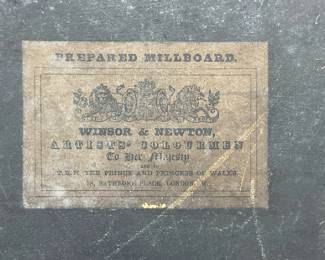 PREPARED MILLBOARD.
WINSOR & NEWTON,
ARTISTS' COLOURMEN
To Her Majesty
AND TO
T.R.H. THE PRINCE AND PRINCESS OF WALES.
38, RATHBONE PLACE, LONDON, W.